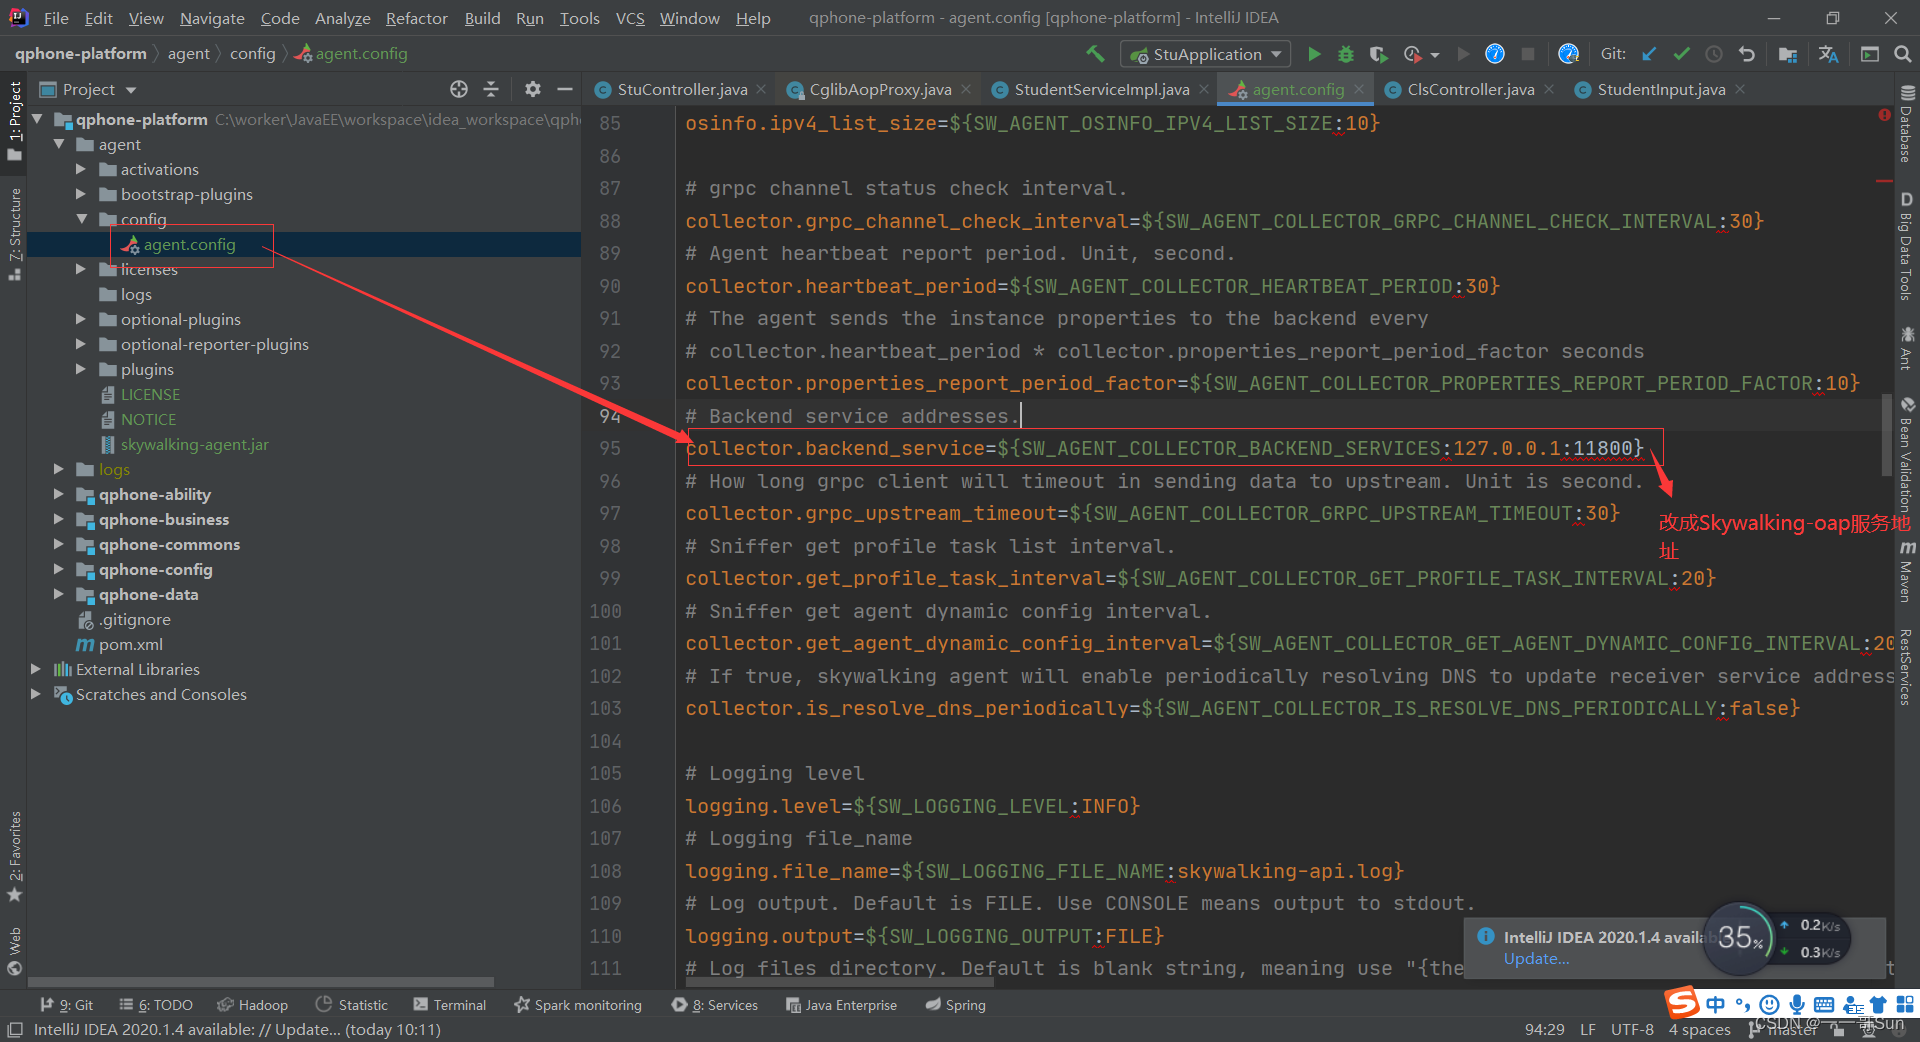 File Edit View Navigate Code Analyze Refactor Build Run Tools VCS Window Help qphone-platform - agent.config [qphone-platform] - IntelliJ IDEA
qphone-platform agent config agent.config StuApplication Git:
Project StuController.java CglibAopProxy.java StudentServiceImpl.java agent.config ClsController.java StudentInput.java
1: Project
7: Structure
2: Favorites
Web
qphone-platform C:\worker\JavaEE\workspace\idea_workspace\qpho
agent
activations
bootstrap-plugins
config
agent.config
licenses
logs
optional-plugins
optional-reporter-plugins
plugins
LICENSE
NOTICE
skywalking-agent.jar
logs
qphone-ability
qphone-business
qphone-commons
qphone-config
qphone-data
.gitignore
pom.xml
External Libraries
Scratches and Consoles
85 osinfo.ipv4_list_size=${SW_AGENT_OSINFO_IPV4_LIST_SIZE:10}
86
87 # grpc channel status check interval.
88 collector.grpc_channel_check_interval=${SW_AGENT_COLLECTOR_GRPC_CHANNEL_CHECK_INTERVAL:30}
89 # Agent heartbeat report period. Unit, second.
90 collector.heartbeat_period=${SW_AGENT_COLLECTOR_HEARTBEAT_PERIOD:30}
91 # The agent sends the instance properties to the backend every
92 # collector.heartbeat_period * collector.properties_report_period_factor seconds
93 collector.properties_report_period_factor=${SW_AGENT_COLLECTOR_PROPERTIES_REPORT_PERIOD_FACTOR:10}
94 # Backend service addresses.
95 collector.backend_service=${SW_AGENT_COLLECTOR_BACKEND_SERVICES:127.0.0.1:11800}
96 # How long grpc client will timeout in sending data to upstream. Unit is second.
97 collector.grpc_upstream_timeout=${SW_AGENT_COLLECTOR_GRPC_UPSTREAM_TIMEOUT:30}
改成Skywalking-oap服务地
址
98 # Sniffer get profile task list interval.
99 collector.get_profile_task_interval=${SW_AGENT_COLLECTOR_GET_PROFILE_TASK_INTERVAL:20}
100 # Sniffer get agent dynamic config interval.
101 collector.get_agent_dynamic_config_interval=${SW_AGENT_COLLECTOR_GET_AGENT_DYNAMIC_CONFIG_INTERVAL:20
102 # If true, skywalking agent will enable periodically resolving DNS to update receiver service address
103 collector.is_resolve_dns_periodically=${SW_AGENT_COLLECTOR_IS_RESOLVE_DNS_PERIODICALLY:false}
104
105 # Logging level
106 logging.level=${SW_LOGGING_LEVEL:INFO}
107 # Logging file_name
108 logging.file_name=${SW_LOGGING_FILE_NAME:skywalking-api.log}
109 # Log output. Default is FILE. Use CONSOLE means output to stdout.
110 logging.output=${SW_LOGGING_OUTPUT:FILE}
111 # Log files directory. Default is blank string, meaning use "{the
Database
Big Data Tools
Ant
Bean Validation
Maven
RestServices
IntelliJ IDEA 2020.1.4 availab
Update...
35%
0.2K/s
0.3K/s
9: Git 6: TODO Hadoop Statistic Terminal Spark monitoring 8: Services Java Enterprise Spring
中
IntelliJ IDEA 2020.1.4 available: // Update... (today 10:11) 94:29 LF UTF-8 4 spaces master
CSDN @一一哥Sun